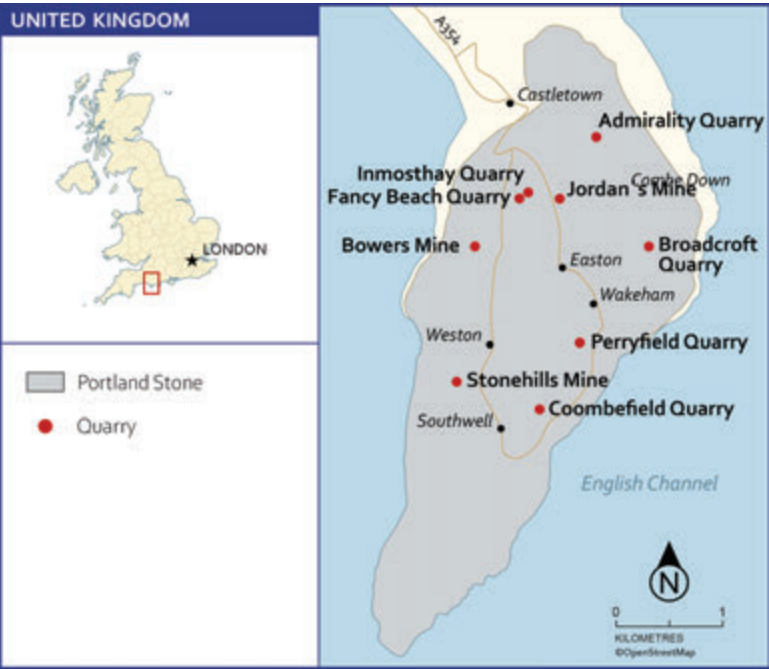 UNITED KINGDOM
LONDON
Portland Stone
Quarry
A354
Castletown
Admirality Quarry
Combe Down
Inmosthay Quarry
Jordan´s Mine
Fancy Beach Quarry
Bowers Mine
Broadcroft
Quarry
Easton
Wakeham
Weston
Perryfield Quarry
Stonehills Mine
Coombefield Quarry
Southwell
English Channel
N
0 1
KILOMETRES
©OpenStreetMap